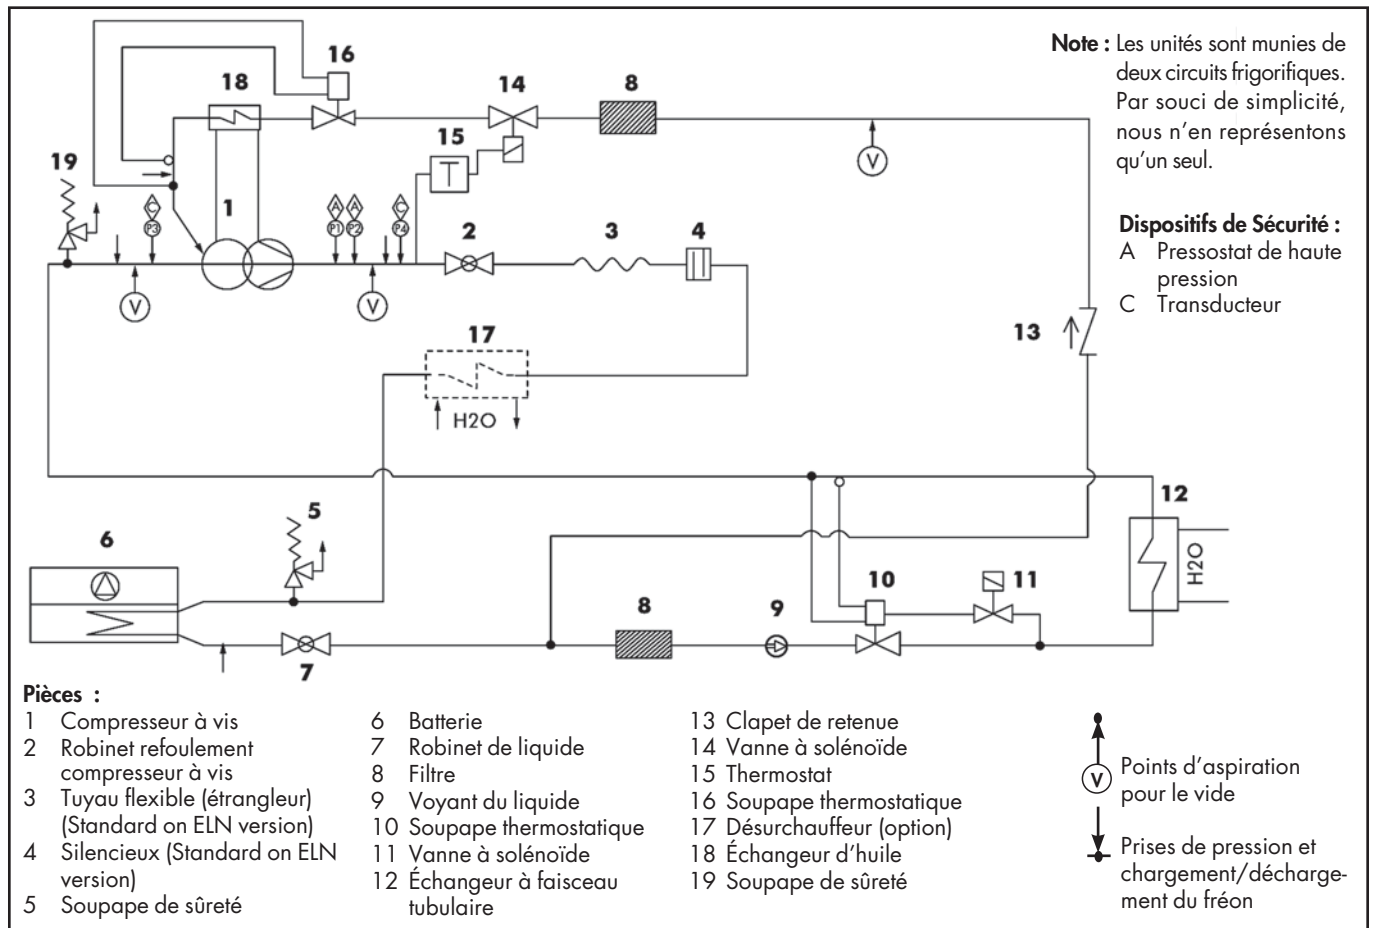 16
18
14
8
Note : Les unités sont munies de
deux circuits frigorifiques.
Par souci de simplicité,
nous n'en représentons
qu'un seul.
19
15
T
V
C
P3
1
A
P1
A
P2
C
P4
2
3
4
V
V
Dispositifs de Sécurité :
A Pressostat de haute
pression
C Transducteur
17
13
H2O
12
H2O
5
6
10
11
8
9
7
Pièces :
1 Compresseur à vis
2 Robinet refoulement
compresseur à vis
3 Tuyau flexible (étrangleur)
(Standard on ELN version)
4 Silencieux (Standard on ELN
version)
5 Soupape de sûreté
6 Batterie
7 Robinet de liquide
8 Filtre
9 Voyant du liquide
10 Soupape thermostatique
11 Vanne à solénoïde
12 Échangeur à faisceau
tubulaire
13 Clapet de retenue
14 Vanne à solénoïde
15 Thermostat
16 Soupape thermostatique
17 Désurchauffeur (option)
18 Échangeur d'huile
19 Soupape de sûreté
V
Points d'aspiration
pour le vide
Prises de pression et
chargement/décharge-
ment du fréon